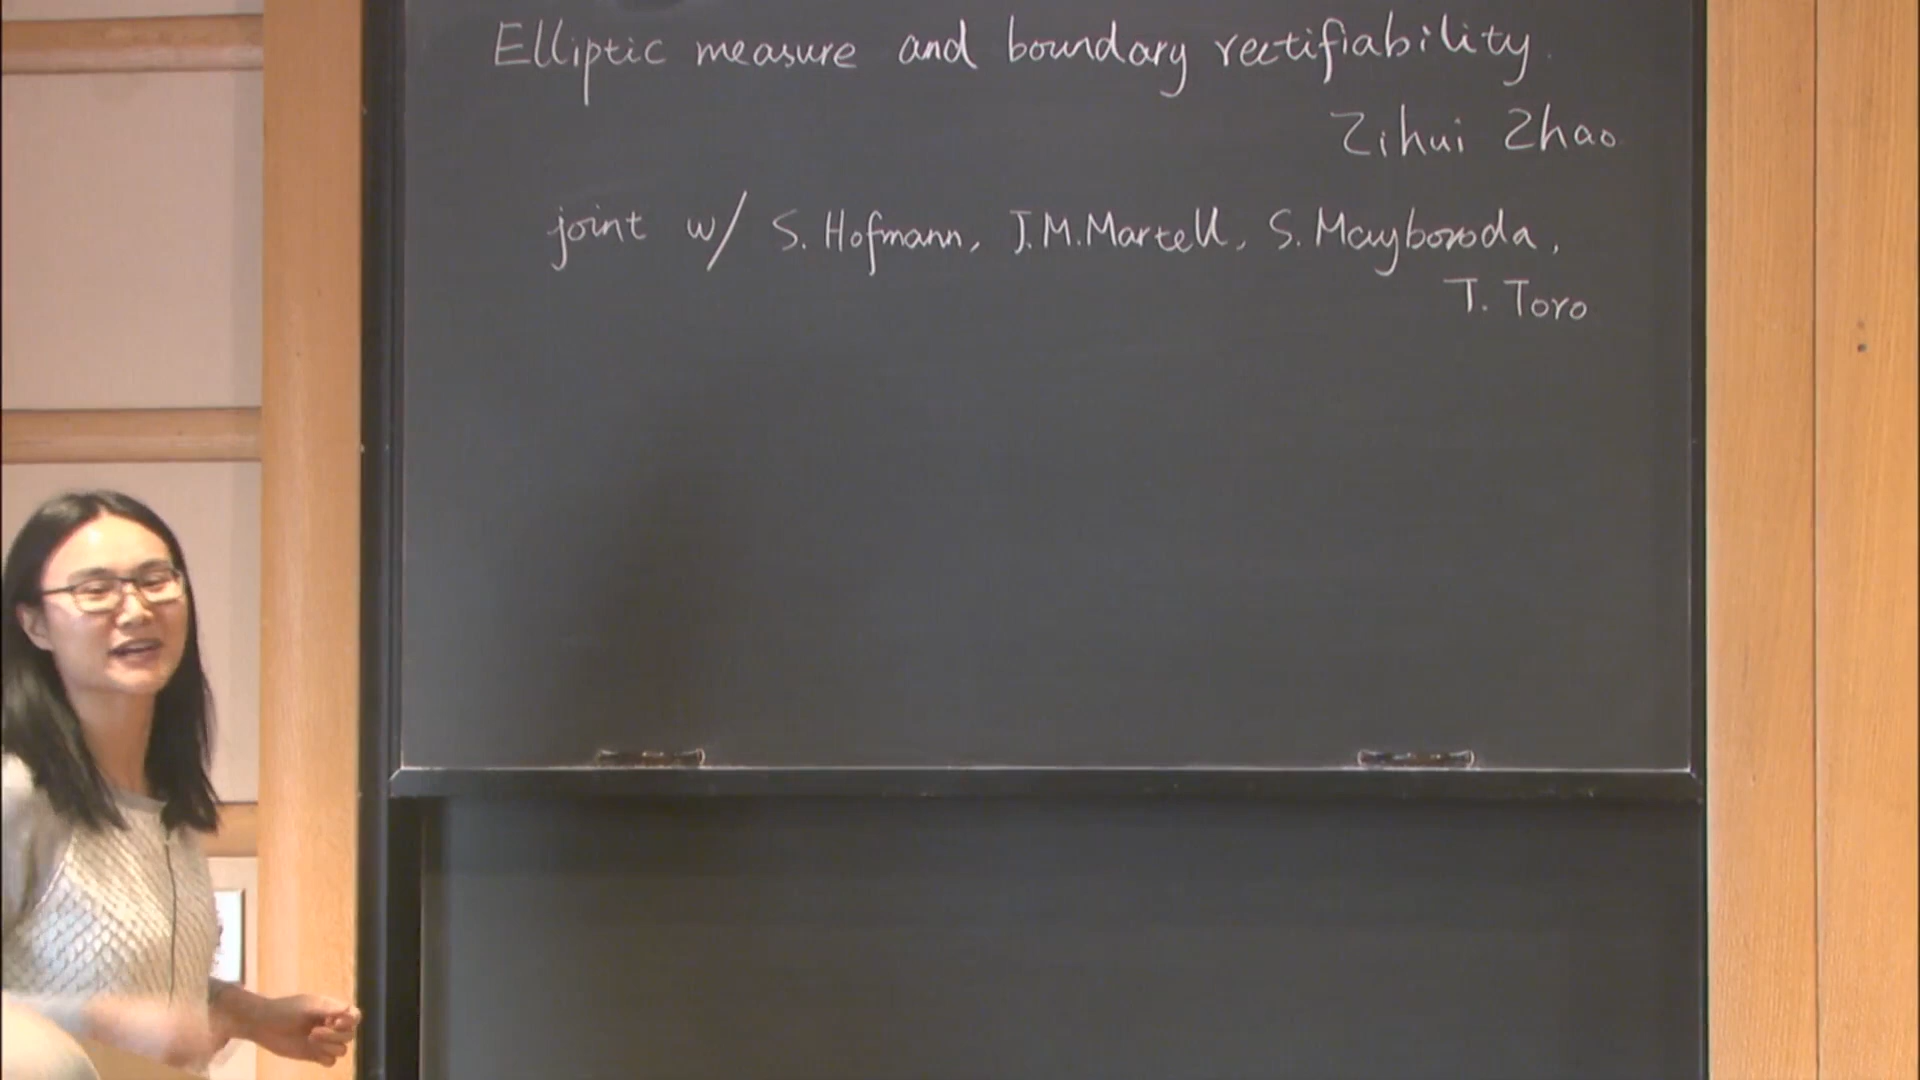 Elliptic measure and boundary rectifiability.
Zihui Zhao
joint w/ S. Hofmann, J.M.Martell, S. Mayboroda,
T. Toro